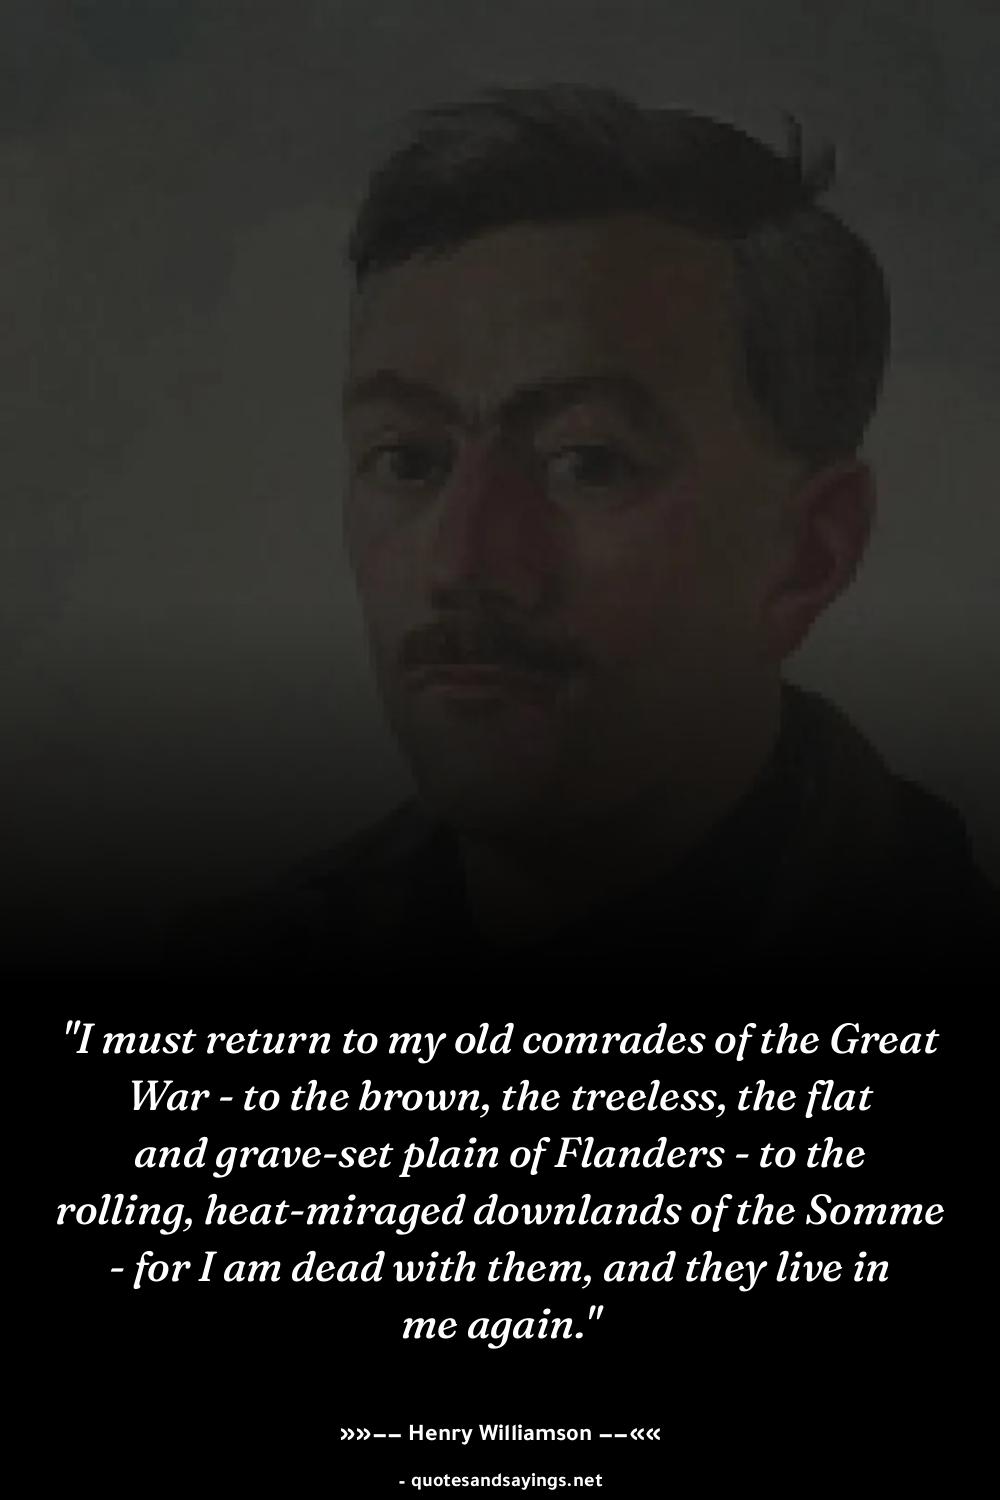 "I must return to my old comrades of the Great
War - to the brown, the treeless, the flat
and grave-set plain of Flanders - to the
rolling, heat-miraged downlands of the Somme
- for I am dead with them, and they live in
me again."
»»–– Henry Williamson ––««
- quotesandsayings.net